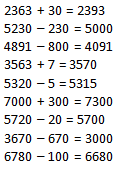 2363 + 30 = 2393
5230 − 230 = 5000
4891 − 800 = 4091
3563 + 7 = 3570
5320 − 5 = 5315
7000 + 300 = 7300
5720 − 20 = 5700
3670 − 670 = 3000
6780 − 100 = 6680